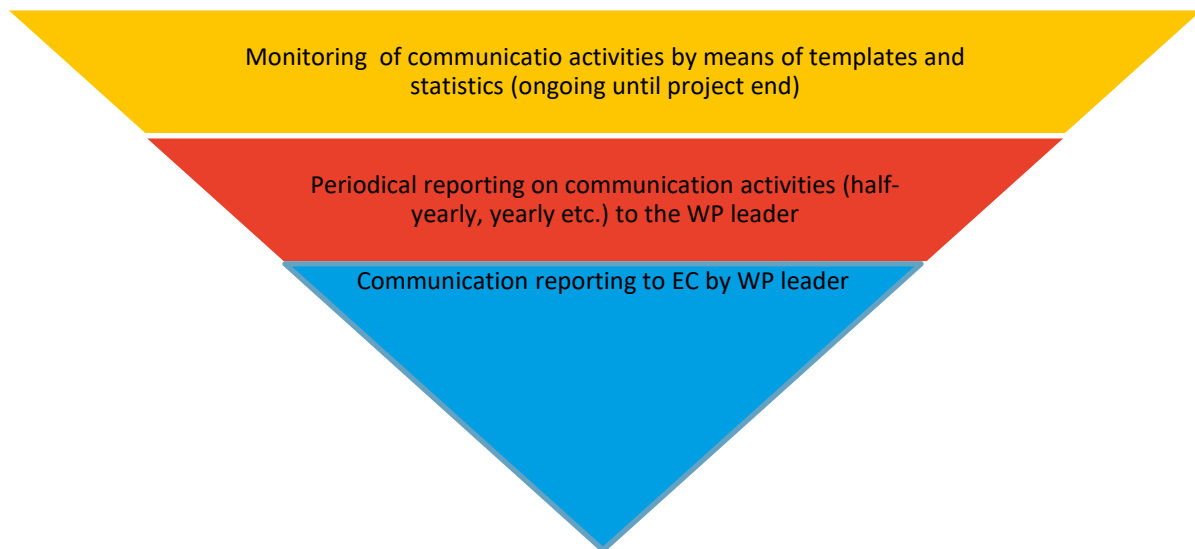 Monitoring  of communicatio activities by means of templates and
statistics (ongoing until project end)
Periodical reporting on communication activities (half-
yearly, yearly etc.) to the WP leader
Communication reporting to EC by WP leader